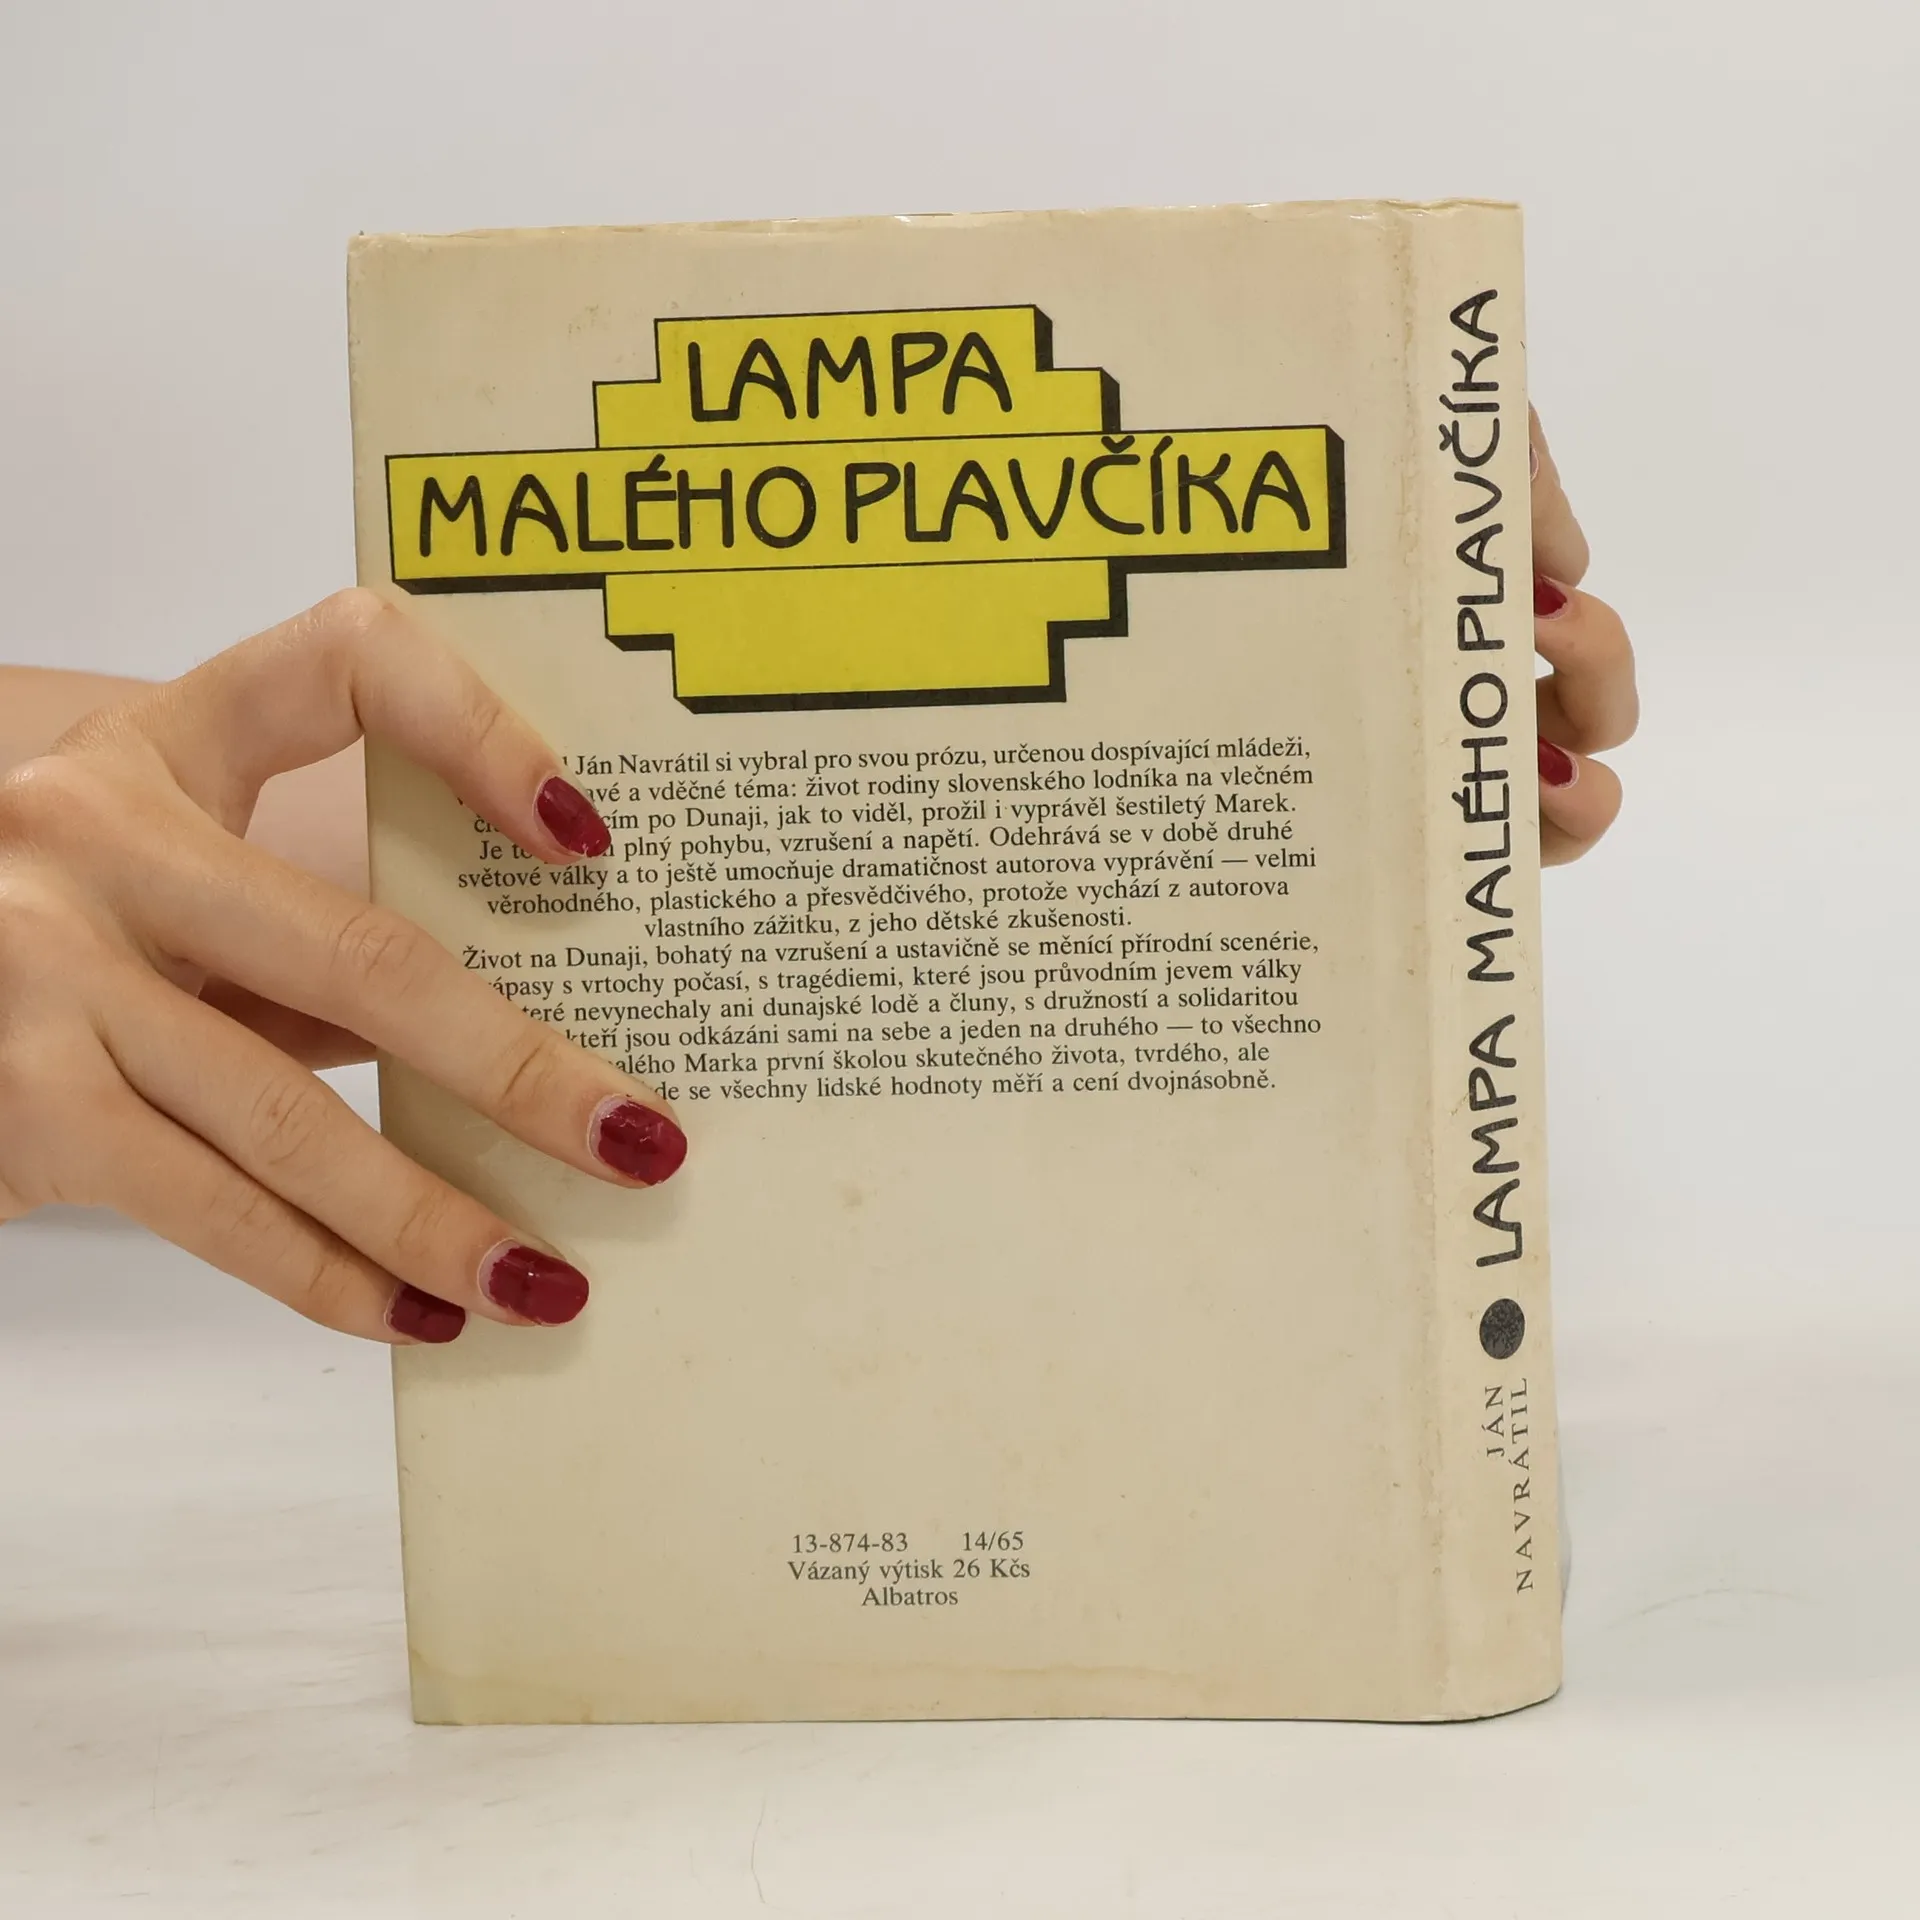 LAMPA
MALÉHO PLAVČÍKA
Ján Navrátil si vybral pro svou prózu, určenou dospívající mládeži,
a vděčné téma: život rodiny slovenského lodníka na vlečném
po Dunaji, jak to viděl, prožil i vyprávěl šestiletý Marek.
Je plný pohybu, vzrušení a napětí. Odehrává se v době druhé
světové války a to ještě umocňuje dramatičnost autorova vyprávění — velmi
věrohodného, plastického a přesvědčivého, protože vychází z autorova
vlastního zážitku, z jeho dětské zkušenosti.
Život na Dunaji, bohatý na vzrušení a ustavičně se měnící přírodní scenérie,
s vrtochy počasí, s tragédiemi, které jsou průvodním jevem války
nevynechaly ani dunajské lodě a čluny, s družností a solidaritou
kteří jsou odkázáni sami na sebe a jeden na druhého — to všechno
Marka první školou skutečného života, tvrdého, ale
se všechny lidské hodnoty měří a cení dvojnásobně.
13-874-83 14/65
Vázaný výtisk 26 Kčs
Albatros
JÁN
NAVRÁTIL
LAMPA MALÉHO PLAVČÍKA